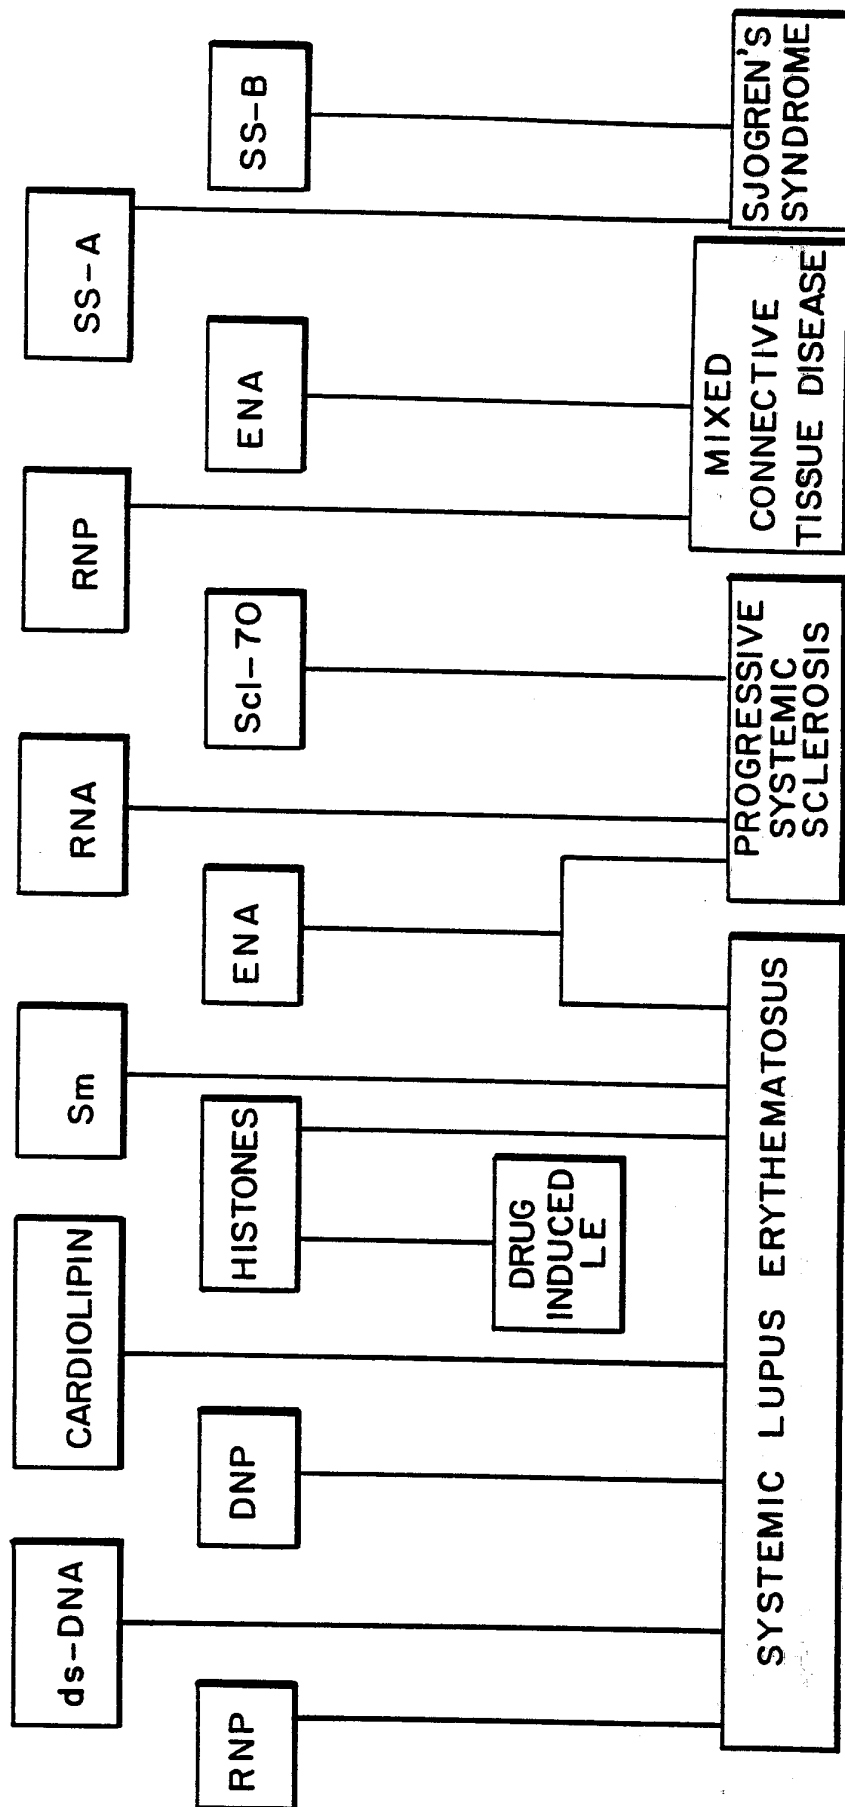 ds-DNA
CARDIOLIPIN
Sm
RNA
RNP
SS-A
RNP
DNP
HISTONES
ENA
Scl-70
ENA
SS-B
DRUG
INDUCED
LE
SYSTEMIC LUPUS ERYTHEMATOSUS
PROGRESSIVE
SYSTEMIC
SCLEROSIS
MIXED
CONNECTIVE
TISSUE DISEASE
SJOGREN'S
SYNDROME